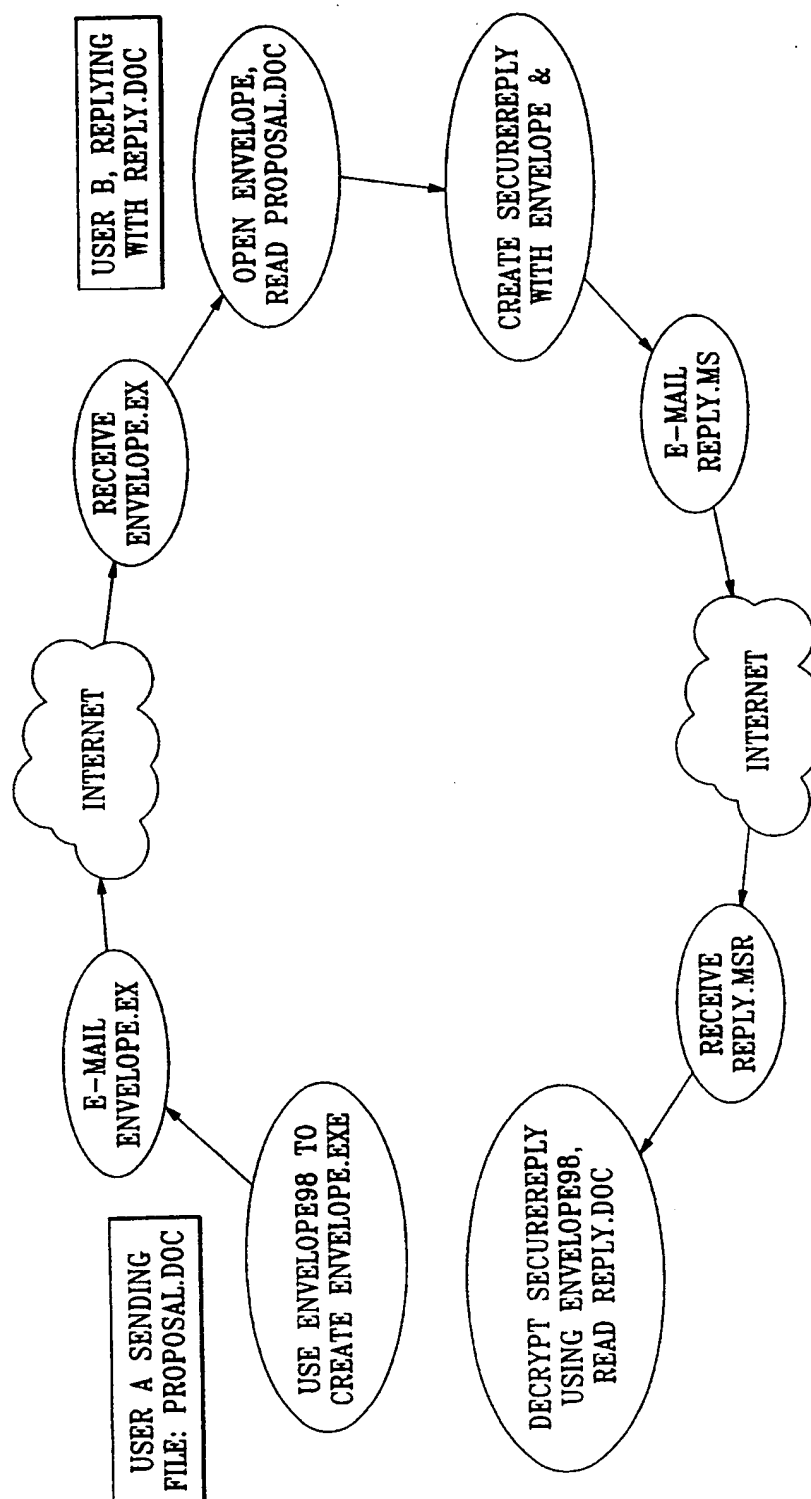 USER A SENDING
FILE: PROPOSAL.DOC
USE ENVELOPE98 TO
CREATE ENVELOPE.EXE
E-MAIL
ENVELOPE.EX
INTERNET
RECEIVE
ENVELOPE.EX
USER B, REPLYING
WITH REPLY.DOC
OPEN ENVELOPE,
READ PROPOSAL.DOC
CREATE SECUREREPLY
WITH ENVELOPE &
E-MAIL
REPLY.MS
INTERNET
RECEIVE
REPLY.MSR
DECRYPT SECUREREPLY
USING ENVELOPE98,
READ REPLY.DOC